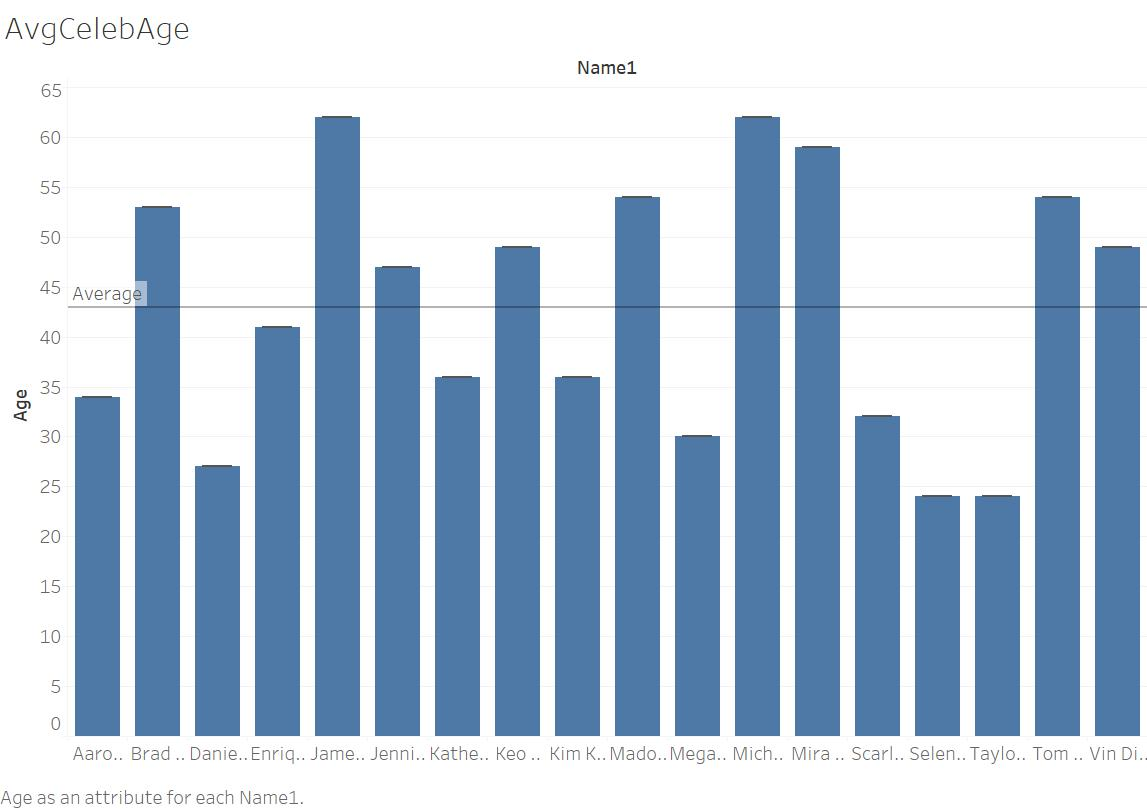 AvgCelebAge
Name1
65
60
55
50
45
Average
40
35
30
25
20
15
10
5
0
Age
Aaro.. Brad .. Danie.. Enriq.. Jame.. Jenni.. Kathe.. Keo .. Kim K.. Mado.. Mega.. Mich.. Mira .. Scarl.. Selen.. Taylo.. Tom .. Vin Di..
Age as an attribute for each Name1.